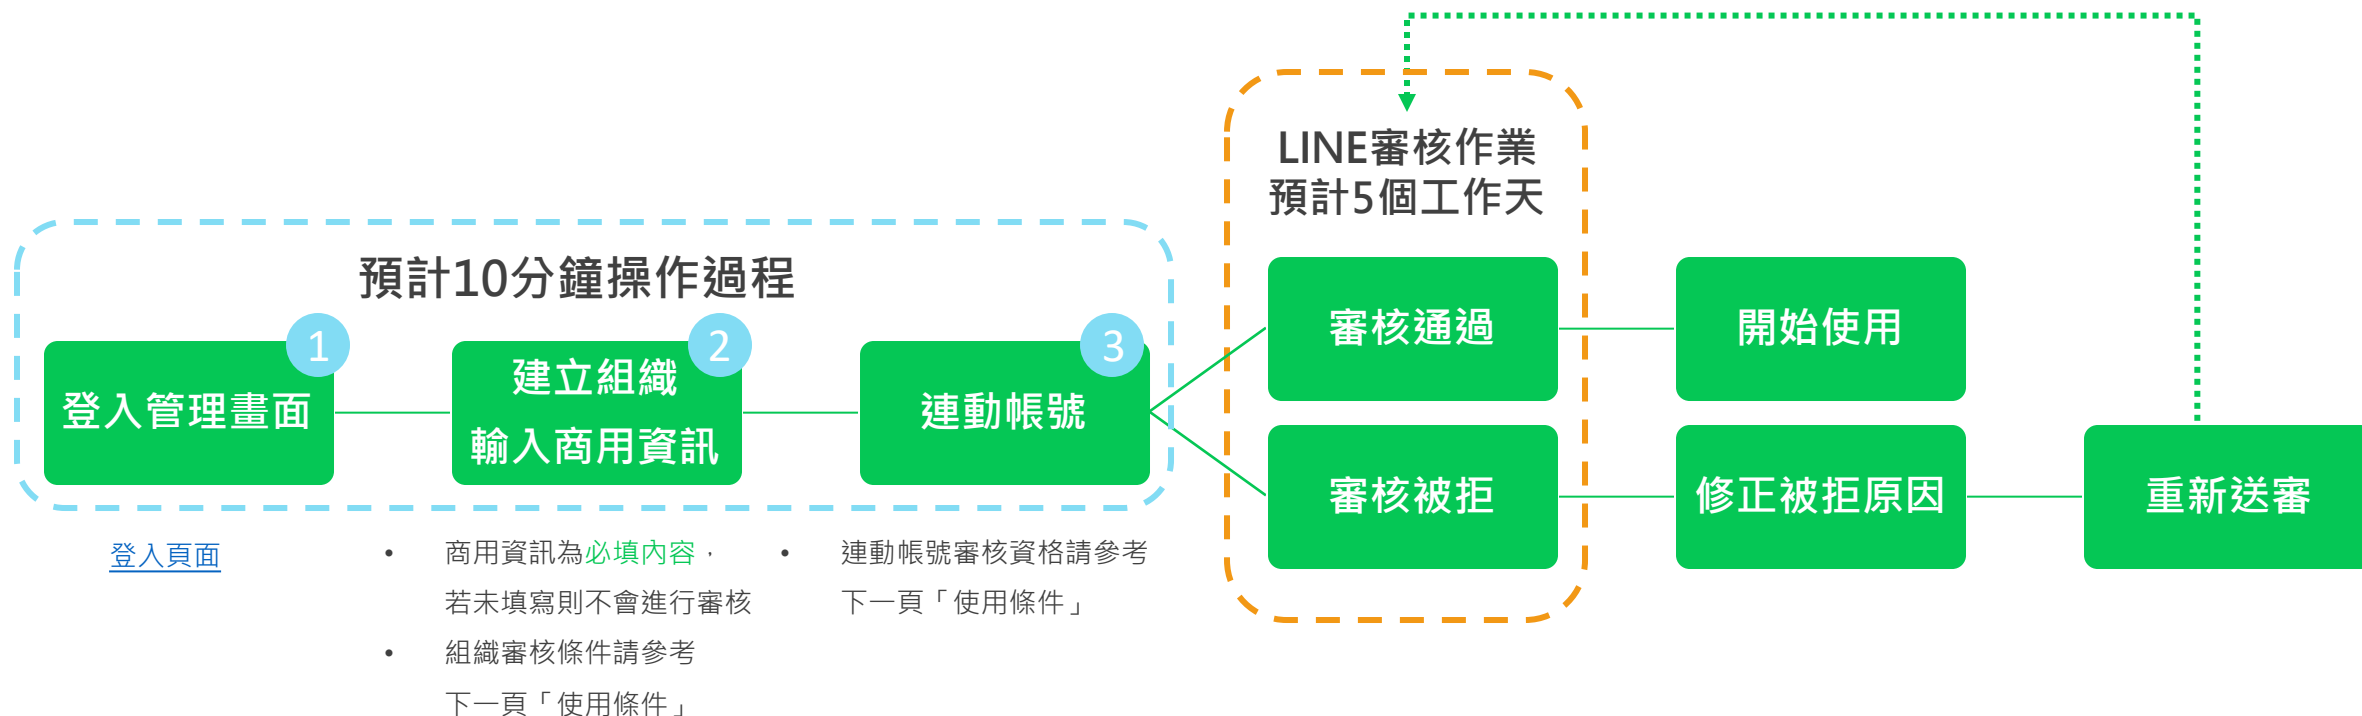 LINE審核作業
預計5個工作天
預計10分鐘操作過程
1
登入管理畫面
2
建立組織
輸入商用資訊
3
連動帳號
審核通過
開始使用
審核被拒
修正被拒原因
重新送審
登入頁面
• 商用資訊為必填內容，
若未填寫則不會進行審核
• 組織審核條件請參考
下一頁「使用條件」
• 連動帳號審核資格請參考
下一頁「使用條件」